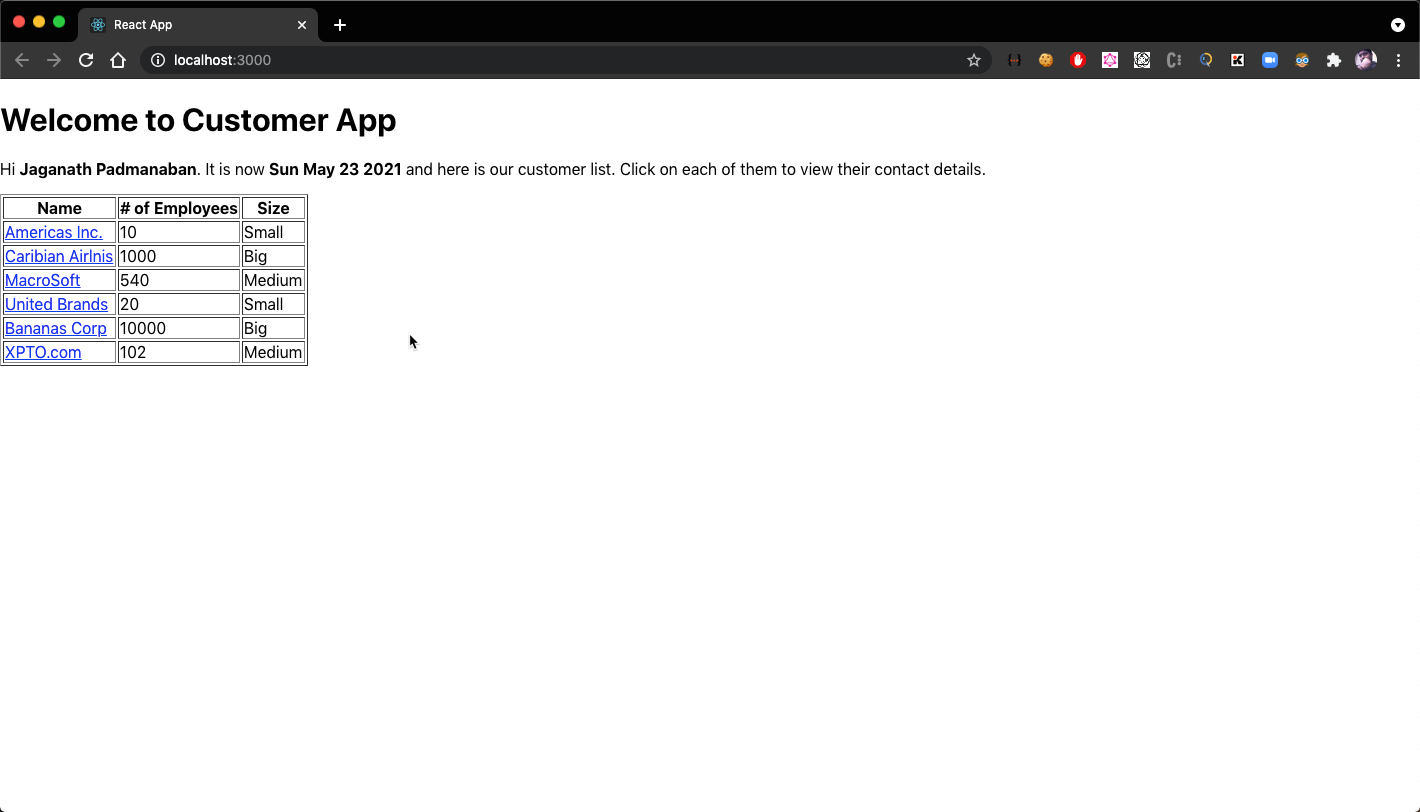 React App
localhost:3000
Welcome to Customer App
Hi Jaganath Padmanaban. It is now Sun May 23 2021 and here is our customer list. Click on each of them to view their contact details.
Name # of Employees Size
Americas Inc. 10 Small
Caribian Airlnis 1000 Big
MacroSoft 540 Medium
United Brands 20 Small
Bananas Corp 10000 Big
XPTO.com 102 Medium